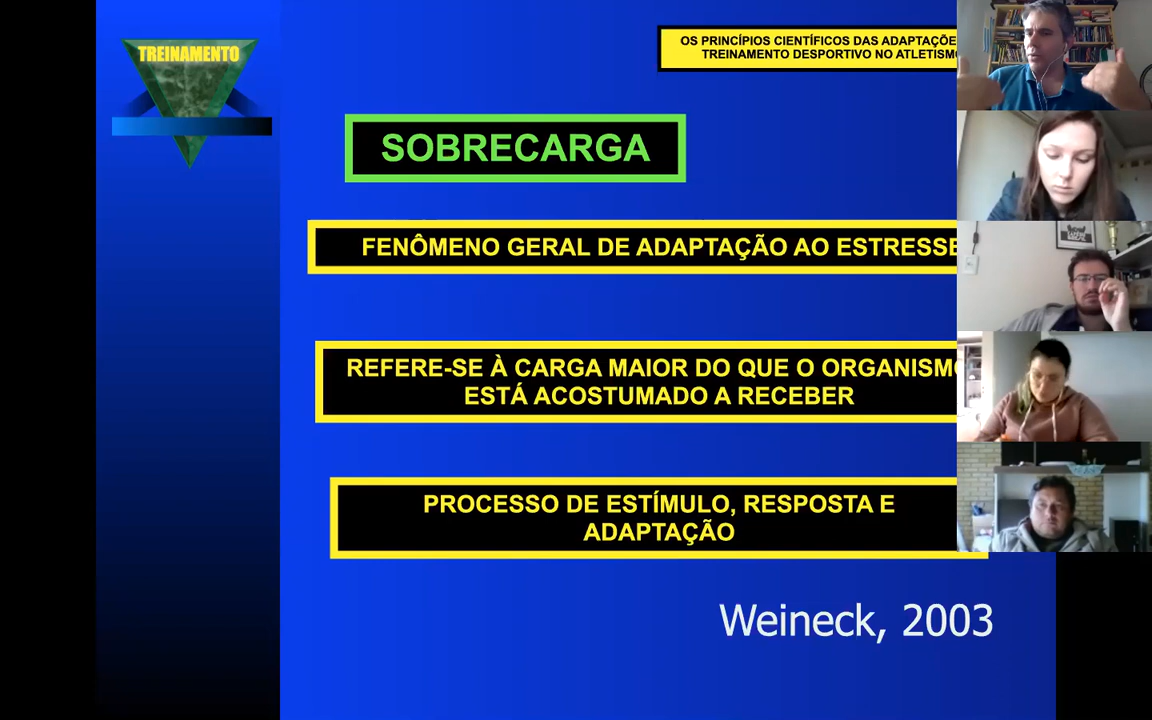 TREINAMENTO
OS PRINCÍPIOS CIENTÍFICOS DAS ADAPTAÇÕE
TREINAMENTO DESPORTIVO NO ATLETISMO
SOBRECARGA
FENÔMENO GERAL DE ADAPTAÇÃO AO ESTRESSE
REFERE-SE À CARGA MAIOR DO QUE O ORGANISMO
ESTÁ ACOSTUMADO A RECEBER
PROCESSO DE ESTÍMULO, RESPOSTA E
ADAPTAÇÃO
Weineck, 2003